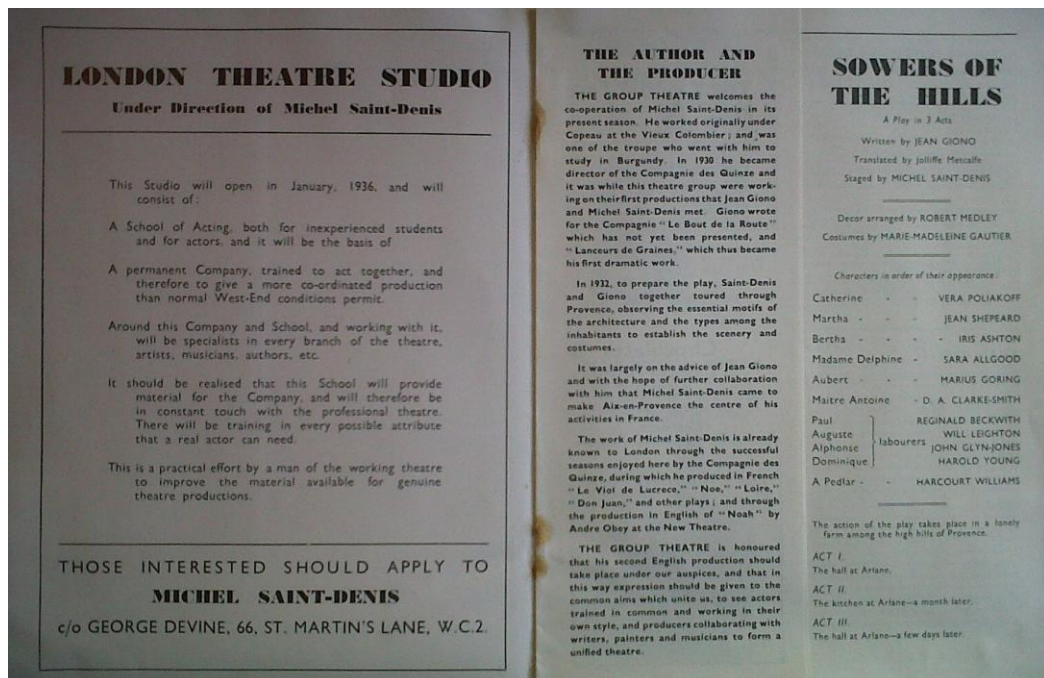 LONDON THEATRE STUDIO
Under Direction of Michel Saint-Denis
This Studio will open in January, 1936, and will
consist of:
A School of Acting, both for inexperienced students
and for actors, and it will be the basis of
A permanent Company, trained to act together, and
therefore to give a more co-ordinated production
than normal West-End conditions permit.
Around this Company and School, and working with it,
will be specialists in every branch of the theatre,
artists, musicians, authors, etc.
It should be realised that this School will provide
material for the Company, and will therefore be
in constant touch with the professional theatre.
There will be training in every possible attribute
that a real actor can need.
This is a practical effort by a man of the working theatre
to improve the material available for genuine
theatre productions.
THOSE INTERESTED SHOULD APPLY TO
MICHEL SAINT-DENIS
c/o GEORGE DEVINE, 66, ST. MARTIN'S LANE, W.C.2.
THE AUTHOR AND
THE PRODUCER
THE GROUP THEATRE welcomes the
co-operation of Michel Saint-Denis in its
present season. He worked originally under
Copeau at the Vieux Colombier; and was
one of the troupe who went with him to
study in Burgundy. In 1930 he became
director of the Compagnie des Quinze and
it was while this theatre group were work-
ing on their first productions that Jean Giono
and Michel Saint-Denis met. Giono wrote
for the Compagnie "Le Bout de la Route"
which has not yet been presented, and
"Lanceurs de Graines," which thus became
his first dramatic work.
In 1932, to prepare the play, Saint-Denis
and Giono together toured through
Provence, observing the essential motifs of
the architecture and the types among the
inhabitants to establish the scenery and
costumes.
It was largely on the advice of Jean Giono
and with the hope of further collaboration
with him that Michel Saint-Denis came to
make Aix-en-Provence the centre of his
activities in France.
The work of Michel Saint-Denis is already
known to London through the successful
seasons enjoyed here by the Compagnie des
Quinze, during which he produced in French
"Le Viol de Lucrece," "Noe," "Loire,"
"Don Juan," and other plays; and through
the production in English of "Noah" by
Andre Obey at the New Theatre.
THE GROUP THEATRE is honoured
that his second English production should
take place under our auspices, and that in
this way expression should be given to the
common aims which unite us, to see actors
trained in common and working in their
own style, and producers collaborating with
writers, painters and musicians to form a
unified theatre.
SOWERS OF
THE HILLS
A Play in 3 Acts
Written by JEAN GIONO
Translated by Jolliffe Metcalfe
Staged by MICHEL SAINT-DENIS
Decor arranged by ROBERT MEDLEY
Costumes by MARIE-MADELEINE GAUTIER
Characters in order of their appearance:
Catherine - - VERA POLIAKOFF
Martha - - - JEAN SHEPEARD
Bertha - - - - IRIS ASHTON
Madame Delphine - SARA ALLGOOD
Aubert - - - MARIUS GORING
Maitre Antoine - D. A. CLARKE-SMITH
Paul REGINALD BECKWITH
Auguste WILL LEIGHTON
labourers
Alphonse JOHN GLYN-JONES
Dominique HAROLD YOUNG
A Pedlar - - HARCOURT WILLIAMS
The action of the play takes place in a lonely
farm among the high hills of Provence.
ACT I.
The hall at Arlane.
ACT II.
The kitchen at Arlane—a month later.
ACT III.
The hall at Arlane—a few days later.